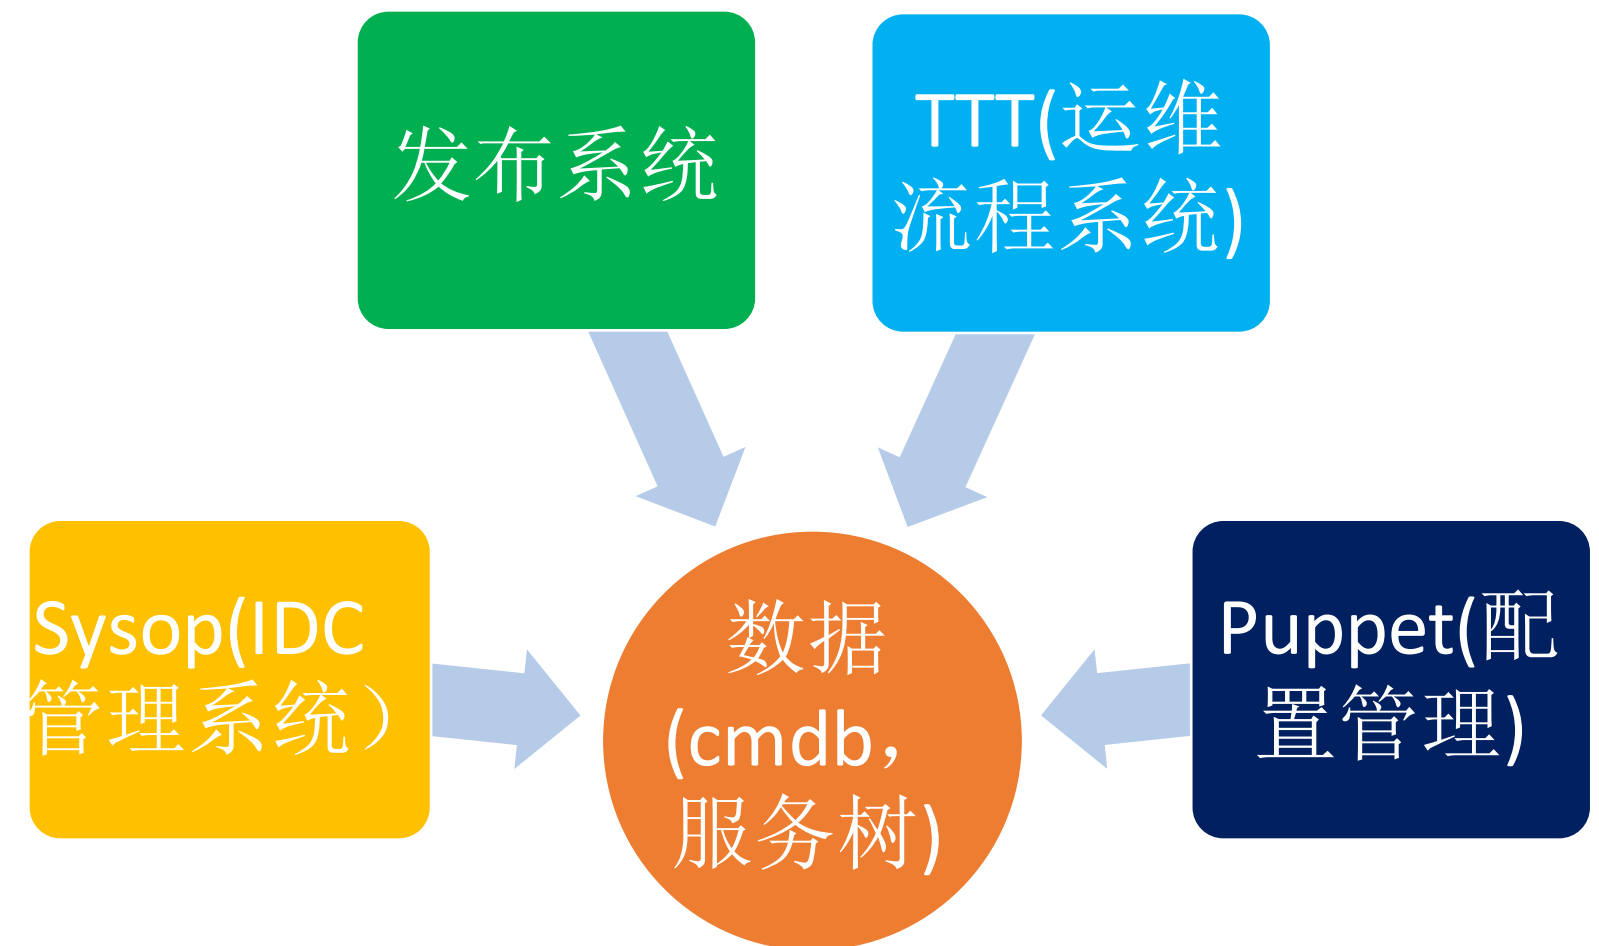 发布系统
TTT(运维
流程系统)
Sysop(IDC
管理系统）
数据
(cmdb，
服务树)
Puppet(配
置管理)